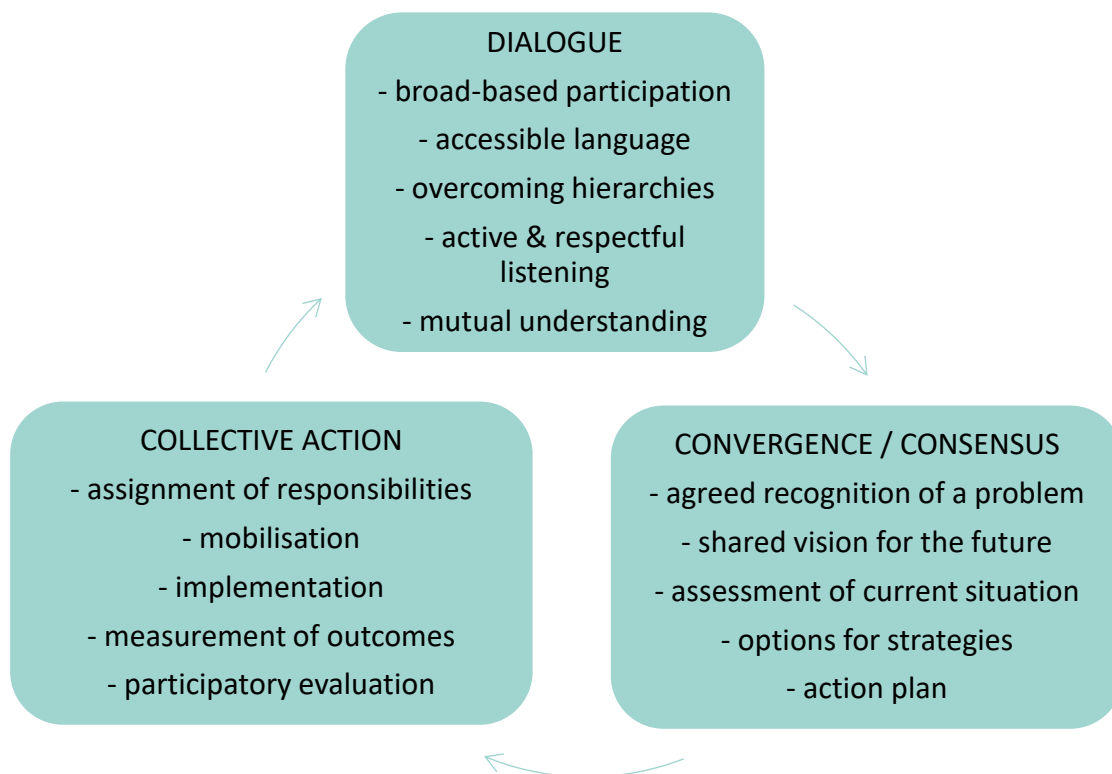 DIALOGUE
- broad-based participation
- accessible language
- overcoming hierarchies
- active & respectful
listening
- mutual understanding
COLLECTIVE ACTION
- assignment of responsibilities
- mobilisation
- implementation
- measurement of outcomes
- participatory evaluation
CONVERGENCE / CONSENSUS
- agreed recognition of a problem
- shared vision for the future
- assessment of current situation
- options for strategies
- action plan